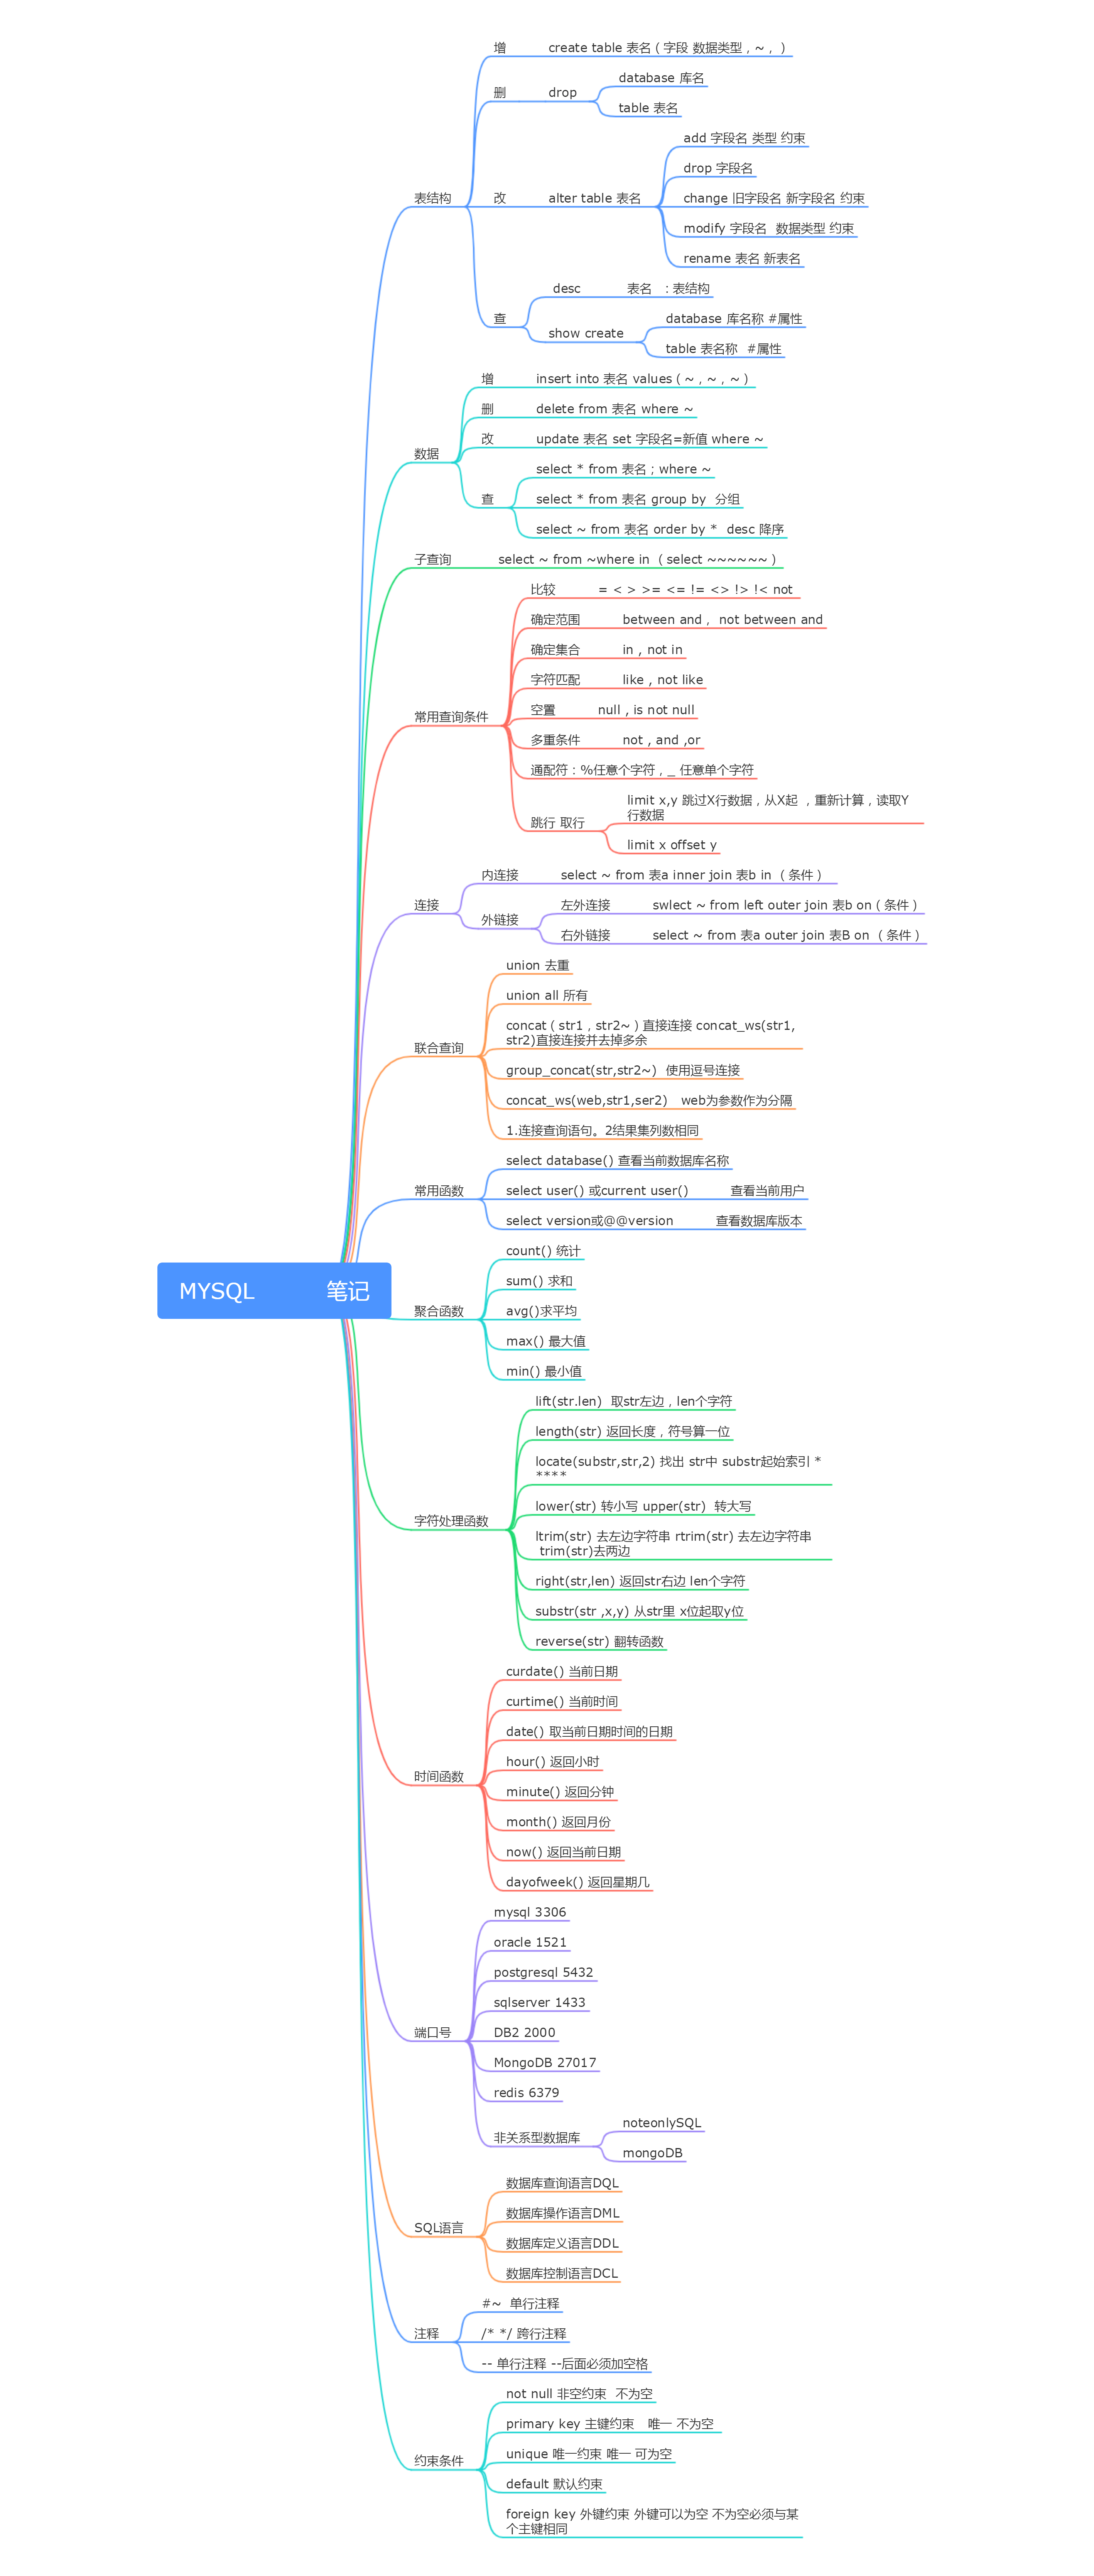 增 create table 表名 ( 字段 数据类型 , ~ , )
删 drop
database 库名
table 表名
表结构
改 alter table 表名
add 字段名 类型 约束
drop 字段名
change 旧字段名 新字段名 约束
modify 字段名 数据类型 约束
rename 表名 新表名
查
desc 表名 : 表结构
show create
database 库名称 #属性
table 表名称 #属性
数据
增 insert into 表名 values ( ~ , ~ , ~ )
删 delete from 表名 where ~
改 update 表名 set 字段名=新值 where ~
查
select * from 表名 ; where ~
select * from 表名 group by 分组
select ~ from 表名 order by * desc 降序
子查询 select ~ from ~where in ( select ~~~~~~ )
常用查询条件
比较 = < > >= <= != <> !> !< not
确定范围 between and , not between and
确定集合 in , not in
字符匹配 like , not like
空置 null , is not null
多重条件 not , and ,or
通配符 : %任意个字符 , _ 任意单个字符
跳行 取行
limit x,y 跳过X行数据 , 从X起 , 重新计算 , 读取Y
行数据
limit x offset y
连接
内连接 select ~ from 表a inner join 表b in ( 条件 )
外链接
左外连接 swlect ~ from left outer join 表b on ( 条件 )
右外链接 select ~ from 表a outer join 表B on ( 条件 )
联合查询
union 去重
union all 所有
concat ( str1 , str2~ ) 直接连接 concat_ws(str1,
str2)直接连接并去掉多余
group_concat(str,str2~) 使用逗号连接
concat_ws(web,str1,ser2) web为参数作为分隔
1.连接查询语句。2结果集列数相同
常用函数
select database() 查看当前数据库名称
select user() 或current user() 查看当前用户
select version或@@version 查看数据库版本
MYSQL 笔记
聚合函数
count() 统计
sum() 求和
avg()求平均
max() 最大值
min() 最小值
字符处理函数
lift(str.len) 取str左边 , len个字符
length(str) 返回长度 , 符号算一位
locate(substr,str,2) 找出 str中 substr起始索引 *
****
lower(str) 转小写 upper(str) 转大写
ltrim(str) 去左边字符串 rtrim(str) 去左边字符串
trim(str)去两边
right(str,len) 返回str右边 len个字符
substr(str ,x,y) 从str里 x位起取y位
reverse(str) 翻转函数
时间函数
curdate() 当前日期
curtime() 当前时间
date() 取当前日期时间的日期
hour() 返回小时
minute() 返回分钟
month() 返回月份
now() 返回当前日期
dayofweek() 返回星期几
端口号
mysql 3306
oracle 1521
postgresql 5432
sqlserver 1433
DB2 2000
MongoDB 27017
redis 6379
非关系型数据库
noteonlySQL
mongoDB
SQL语言
数据库查询语言DQL
数据库操作语言DML
数据库定义语言DDL
数据库控制语言DCL
注释
#~ 单行注释
/* */ 跨行注释
-- 单行注释 --后面必须加空格
约束条件
not null 非空约束 不为空
primary key 主键约束 唯一 不为空
unique 唯一约束 唯一 可为空
default 默认约束
foreign key 外键约束 外键可以为空 不为空必须与某
个主键相同